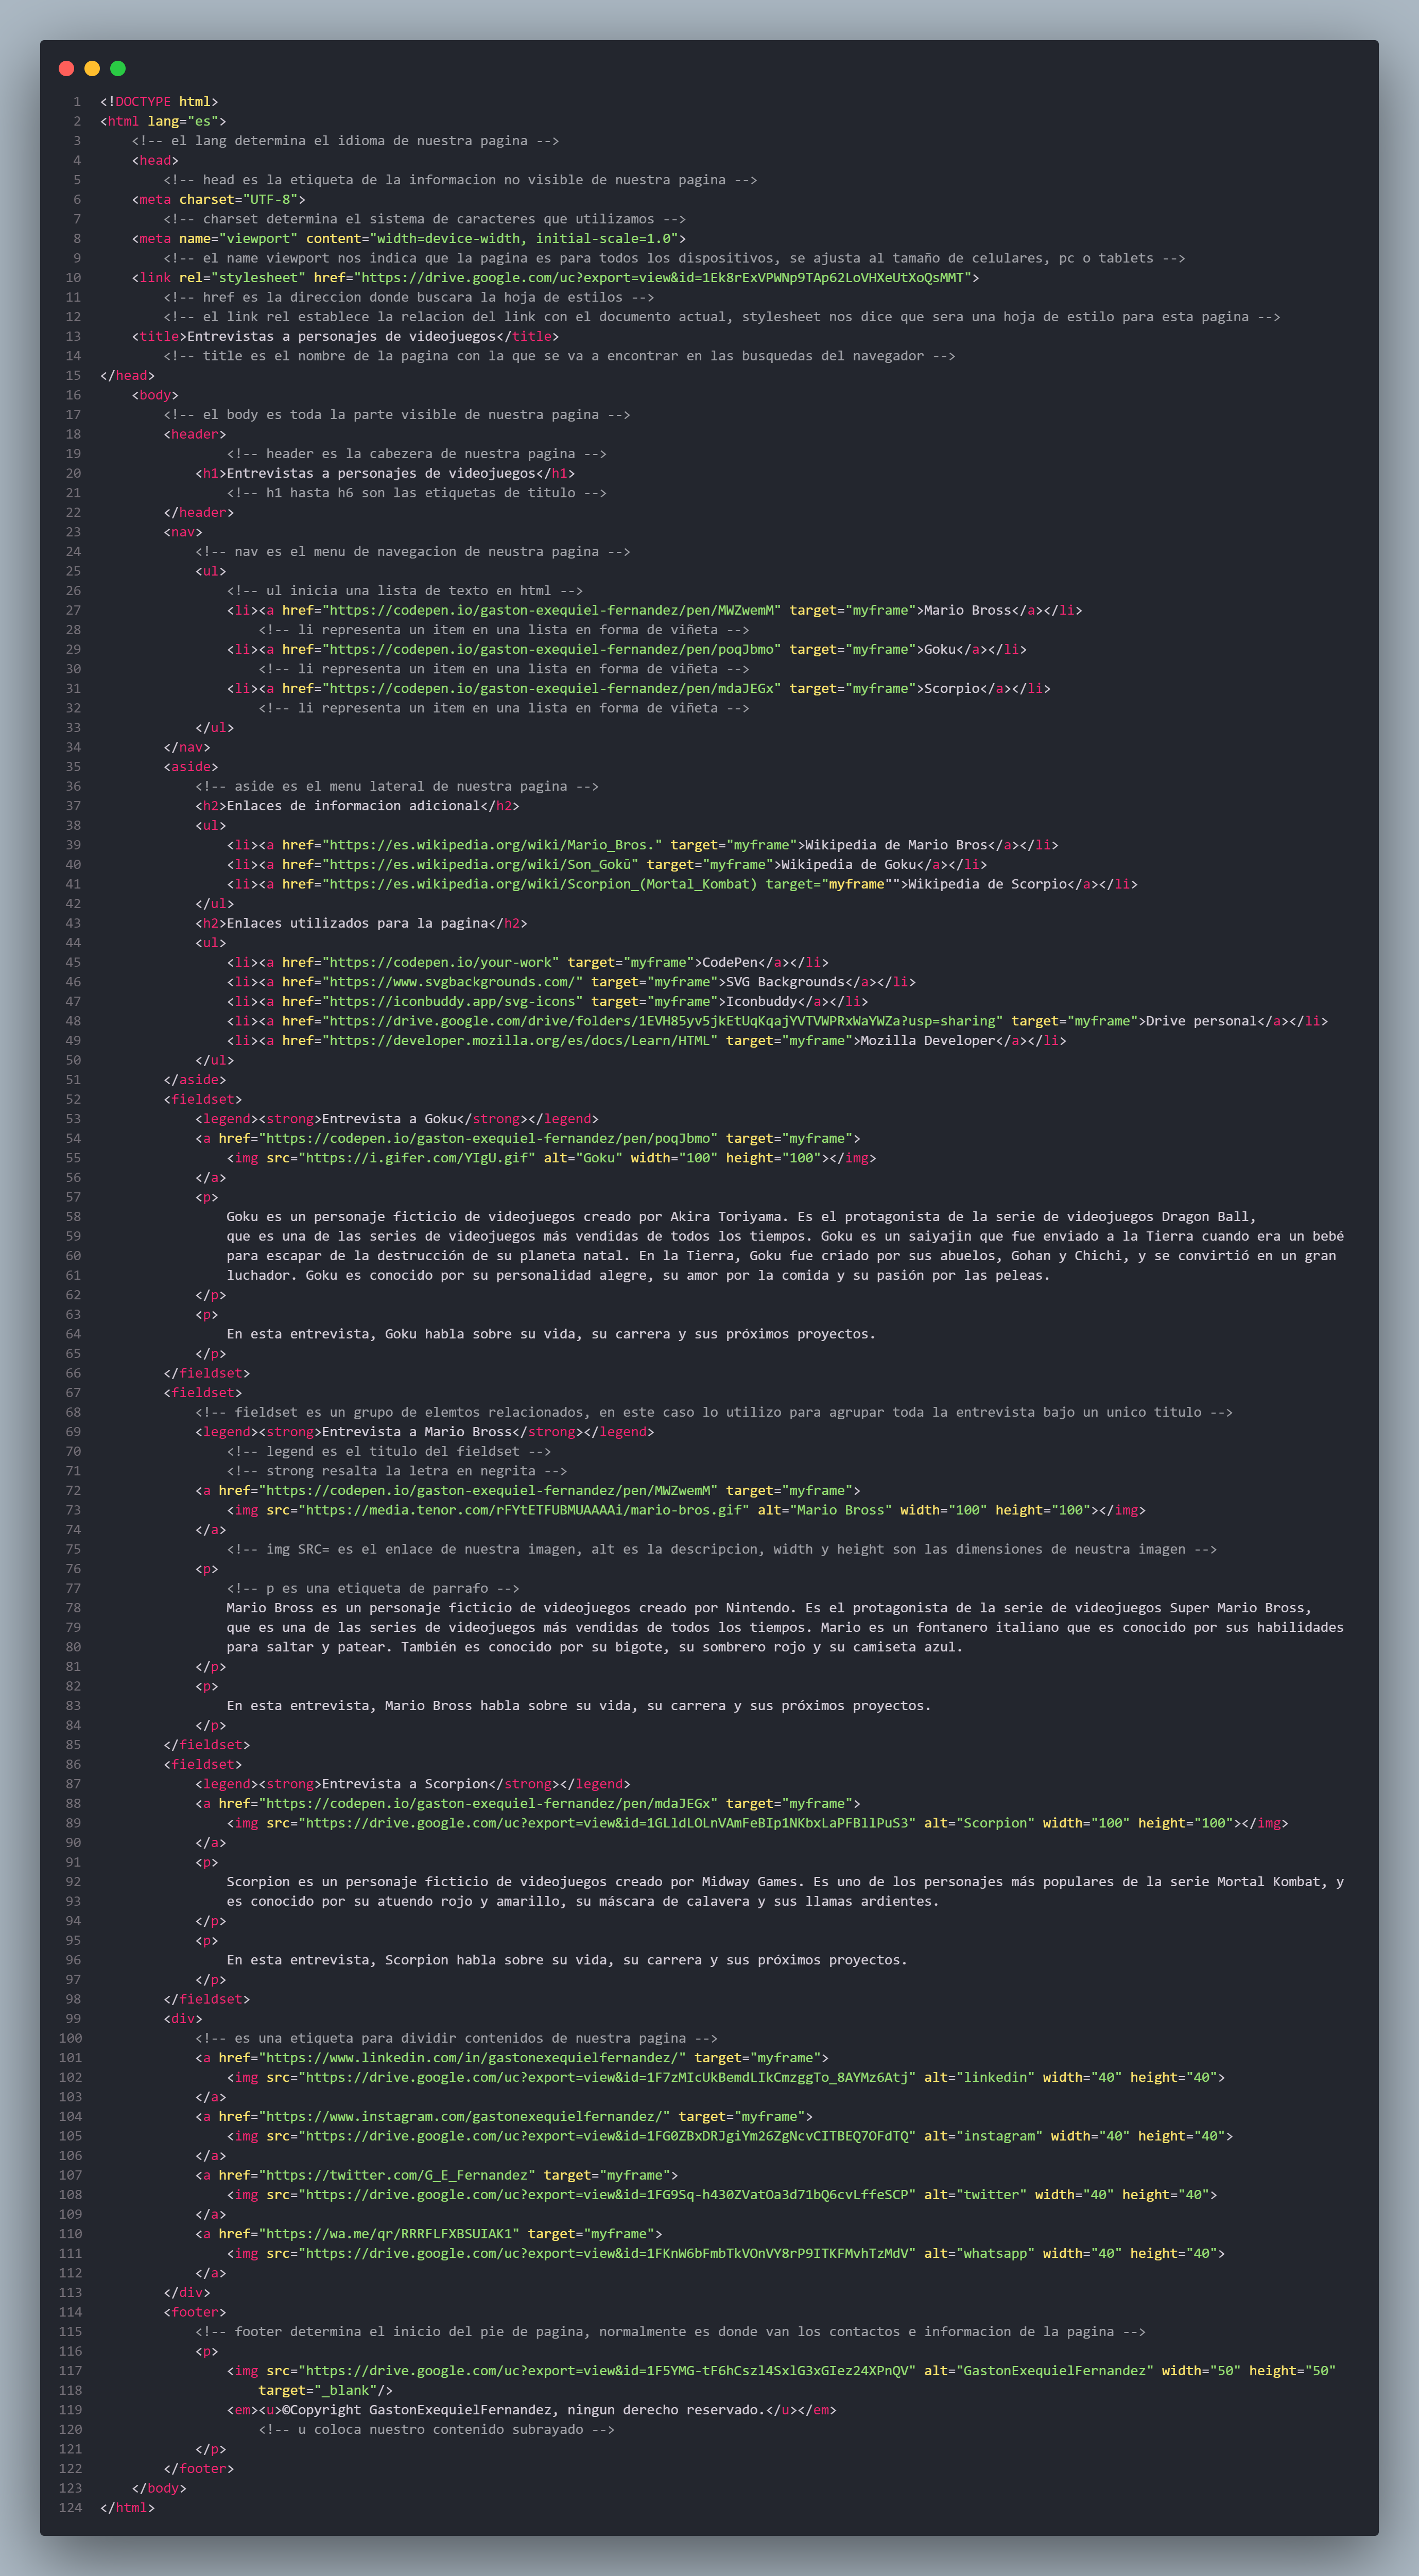 1 <!DOCTYPE html>
2 <html lang="es">
3     <!-- el lang determina el idioma de nuestra pagina -->
4     <head>
5         <!-- head es la etiqueta de la informacion no visible de nuestra pagina -->
6     <meta charset="UTF-8">
7         <!-- charset determina el sistema de caracteres que utilizamos -->
8     <meta name="viewport" content="width=device-width, initial-scale=1.0">
9         <!-- el name viewport nos indica que la pagina es para todos los dispositivos, se ajusta al tamaño de celulares, pc o tablets -->
10     <link rel="stylesheet" href="https://drive.google.com/uc?export=view&id=1Ek8rExVPWNp9TAp62LoVHXeUtXoQsMMT">
11         <!-- href es la direccion donde buscara la hoja de estilos -->
12         <!-- el link rel establece la relacion del link con el documento actual, stylesheet nos dice que sera una hoja de estilo para esta pagina -->
13     <title>Entrevistas a personajes de videojuegos</title>
14         <!-- title es el nombre de la pagina con la que se va a encontrar en las busquedas del navegador -->
15 </head>
16     <body>
17         <!-- el body es toda la parte visible de nuestra pagina -->
18         <header>
19                 <!-- header es la cabezera de nuestra pagina -->
20             <h1>Entrevistas a personajes de videojuegos</h1>
21                 <!-- h1 hasta h6 son las etiquetas de titulo -->
22         </header>
23         <nav>
24             <!-- nav es el menu de navegacion de neustra pagina -->
25             <ul>
26                 <!-- ul inicia una lista de texto en html -->
27                 <li><a href="https://codepen.io/gaston-exequiel-fernandez/pen/MWZwemM" target="myframe">Mario Bross</a></li>
28                     <!-- li representa un item en una lista en forma de viñeta -->
29                 <li><a href="https://codepen.io/gaston-exequiel-fernandez/pen/poqJbmo" target="myframe">Goku</a></li>
30                     <!-- li representa un item en una lista en forma de viñeta -->
31                 <li><a href="https://codepen.io/gaston-exequiel-fernandez/pen/mdaJEGx" target="myframe">Scorpio</a></li>
32                     <!-- li representa un item en una lista en forma de viñeta -->
33             </ul>
34         </nav>
35         <aside>
36             <!-- aside es el menu lateral de nuestra pagina -->
37             <h2>Enlaces de informacion adicional</h2>
38             <ul>
39                 <li><a href="https://es.wikipedia.org/wiki/Mario_Bros." target="myframe">Wikipedia de Mario Bros</a></li>
40                 <li><a href="https://es.wikipedia.org/wiki/Son_Gokū" target="myframe">Wikipedia de Goku</a></li>
41                 <li><a href="https://es.wikipedia.org/wiki/Scorpion_(Mortal_Kombat) target="myframe"">Wikipedia de Scorpio</a></li>
42             </ul>
43             <h2>Enlaces utilizados para la pagina</h2>
44             <ul>
45                 <li><a href="https://codepen.io/your-work" target="myframe">CodePen</a></li>
46                 <li><a href="https://www.svgbackgrounds.com/" target="myframe">SVG Backgrounds</a></li>
47                 <li><a href="https://iconbuddy.app/svg-icons" target="myframe">Iconbuddy</a></li>
48                 <li><a href="https://drive.google.com/drive/folders/1EVH85yv5jkEtUqKqajYVTVWPRxWaYWZa?usp=sharing" target="myframe">Drive personal</a></li>
49                 <li><a href="https://developer.mozilla.org/es/docs/Learn/HTML" target="myframe">Mozilla Developer</a></li>
50             </ul>
51         </aside>
52         <fieldset>
53             <legend><strong>Entrevista a Goku</strong></legend>
54             <a href="https://codepen.io/gaston-exequiel-fernandez/pen/poqJbmo" target="myframe">
55                 <img src="https://i.gifer.com/YIgU.gif" alt="Goku" width="100" height="100"></img>
56             </a>
57             <p>
58                 Goku es un personaje ficticio de videojuegos creado por Akira Toriyama. Es el protagonista de la serie de videojuegos Dragon Ball,
59                 que es una de las series de videojuegos más vendidas de todos los tiempos. Goku es un saiyajin que fue enviado a la Tierra cuando era un bebé
60                 para escapar de la destrucción de su planeta natal. En la Tierra, Goku fue criado por sus abuelos, Gohan y Chichi, y se convirtió en un gran
61                 luchador. Goku es conocido por su personalidad alegre, su amor por la comida y su pasión por las peleas.
62             </p>
63             <p>
64                 En esta entrevista, Goku habla sobre su vida, su carrera y sus próximos proyectos.
65             </p>
66         </fieldset>
67         <fieldset>
68             <!-- fieldset es un grupo de elemtos relacionados, en este caso lo utilizo para agrupar toda la entrevista bajo un unico titulo -->
69             <legend><strong>Entrevista a Mario Bross</strong></legend>
70                 <!-- legend es el titulo del fieldset -->
71                 <!-- strong resalta la letra en negrita -->
72             <a href="https://codepen.io/gaston-exequiel-fernandez/pen/MWZwemM" target="myframe">
73                 <img src="https://media.tenor.com/rFYtETFUBMUAAAAi/mario-bros.gif" alt="Mario Bross" width="100" height="100"></img>
74             </a>
75                 <!-- img SRC= es el enlace de nuestra imagen, alt es la descripcion, width y height son las dimensiones de neustra imagen -->
76             <p>
77                 <!-- p es una etiqueta de parrafo -->
78                 Mario Bross es un personaje ficticio de videojuegos creado por Nintendo. Es el protagonista de la serie de videojuegos Super Mario Bross,
79                 que es una de las series de videojuegos más vendidas de todos los tiempos. Mario es un fontanero italiano que es conocido por sus habilidades
80                 para saltar y patear. También es conocido por su bigote, su sombrero rojo y su camiseta azul.
81             </p>
82             <p>
83                 En esta entrevista, Mario Bross habla sobre su vida, su carrera y sus próximos proyectos.
84             </p>
85         </fieldset>
86         <fieldset>
87             <legend><strong>Entrevista a Scorpion</strong></legend>
88             <a href="https://codepen.io/gaston-exequiel-fernandez/pen/mdaJEGx" target="myframe">
89                 <img src="https://drive.google.com/uc?export=view&id=1GLldLOLnVAmFeBIp1NKbxLaPFBllPuS3" alt="Scorpion" width="100" height="100"></img>
90             </a>
91             <p>
92                 Scorpion es un personaje ficticio de videojuegos creado por Midway Games. Es uno de los personajes más populares de la serie Mortal Kombat, y
93                 es conocido por su atuendo rojo y amarillo, su máscara de calavera y sus llamas ardientes.
94             </p>
95             <p>
96                 En esta entrevista, Scorpion habla sobre su vida, su carrera y sus próximos proyectos.
97             </p>
98         </fieldset>
99         <div>
100             <!-- es una etiqueta para dividir contenidos de nuestra pagina -->
101             <a href="https://www.linkedin.com/in/gastonexequielfernandez/" target="myframe">
102                 <img src="https://drive.google.com/uc?export=view&id=1F7zMIcUkBemdLIkCmzggTo_8AYMz6Atj" alt="linkedin" width="40" height="40">
103             </a>
104             <a href="https://www.instagram.com/gastonexequielfernandez/" target="myframe">
105                 <img src="https://drive.google.com/uc?export=view&id=1FG0ZBxDRJgiYm26ZgNcvCITBEQ7OFdTQ" alt="instagram" width="40" height="40">
106             </a>
107             <a href="https://twitter.com/G_E_Fernandez" target="myframe">
108                 <img src="https://drive.google.com/uc?export=view&id=1FG9Sq-h430ZVatOa3d71bQ6cvLffeSCP" alt="twitter" width="40" height="40">
109             </a>
110             <a href="https://wa.me/qr/RRRFLFXBSUIAK1" target="myframe">
111                 <img src="https://drive.google.com/uc?export=view&id=1FKnW6bFmbTkVOnVY8rP9ITKFMvhTzMdV" alt="whatsapp" width="40" height="40">
112             </a>
113         </div>
114         <footer>
115             <!-- footer determina el inicio del pie de pagina, normalmente es donde van los contactos e informacion de la pagina -->
116             <p>
117                 <img src="https://drive.google.com/uc?export=view&id=1F5YMG-tF6hCszl4SxlG3xGIez24XPnQV" alt="GastonExequielFernandez" width="50" height="50"
118                     target="_blank"/>
119                 <em><u>©Copyright GastonExequielFernandez, ningun derecho reservado.</u></em>
120                     <!-- u coloca nuestro contenido subrayado -->
121             </p>
122         </footer>
123     </body>
124 </html>